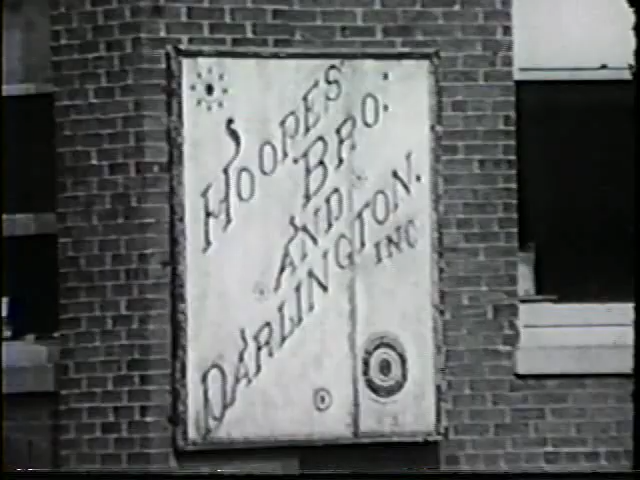 HOOPES
BRO.
AND
DARLINGTON.
INC